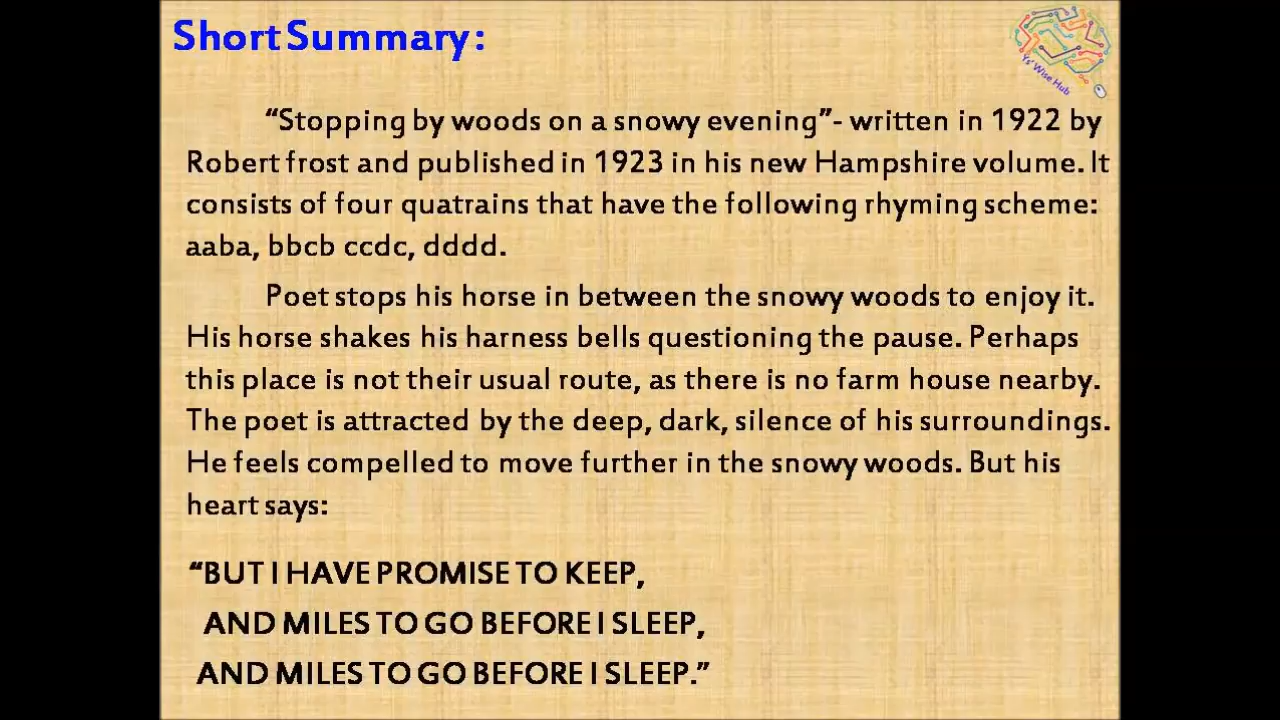 Short Summary:
Ys' Wise Hub
“Stopping by woods on a snowy evening”- written in 1922 by
Robert frost and published in 1923 in his new Hampshire volume. It
consists of four quatrains that have the following rhyming scheme:
aaba, bbcb ccdc, dddd.
Poet stops his horse in between the snowy woods to enjoy it.
His horse shakes his harness bells questioning the pause. Perhaps
this place is not their usual route, as there is no farm house nearby.
The poet is attracted by the deep, dark, silence of his surroundings.
He feels compelled to move further in the snowy woods. But his
heart says:
“BUT I HAVE PROMISE TO KEEP,
AND MILES TO GO BEFORE I SLEEP,
AND MILES TO GO BEFORE I SLEEP.”